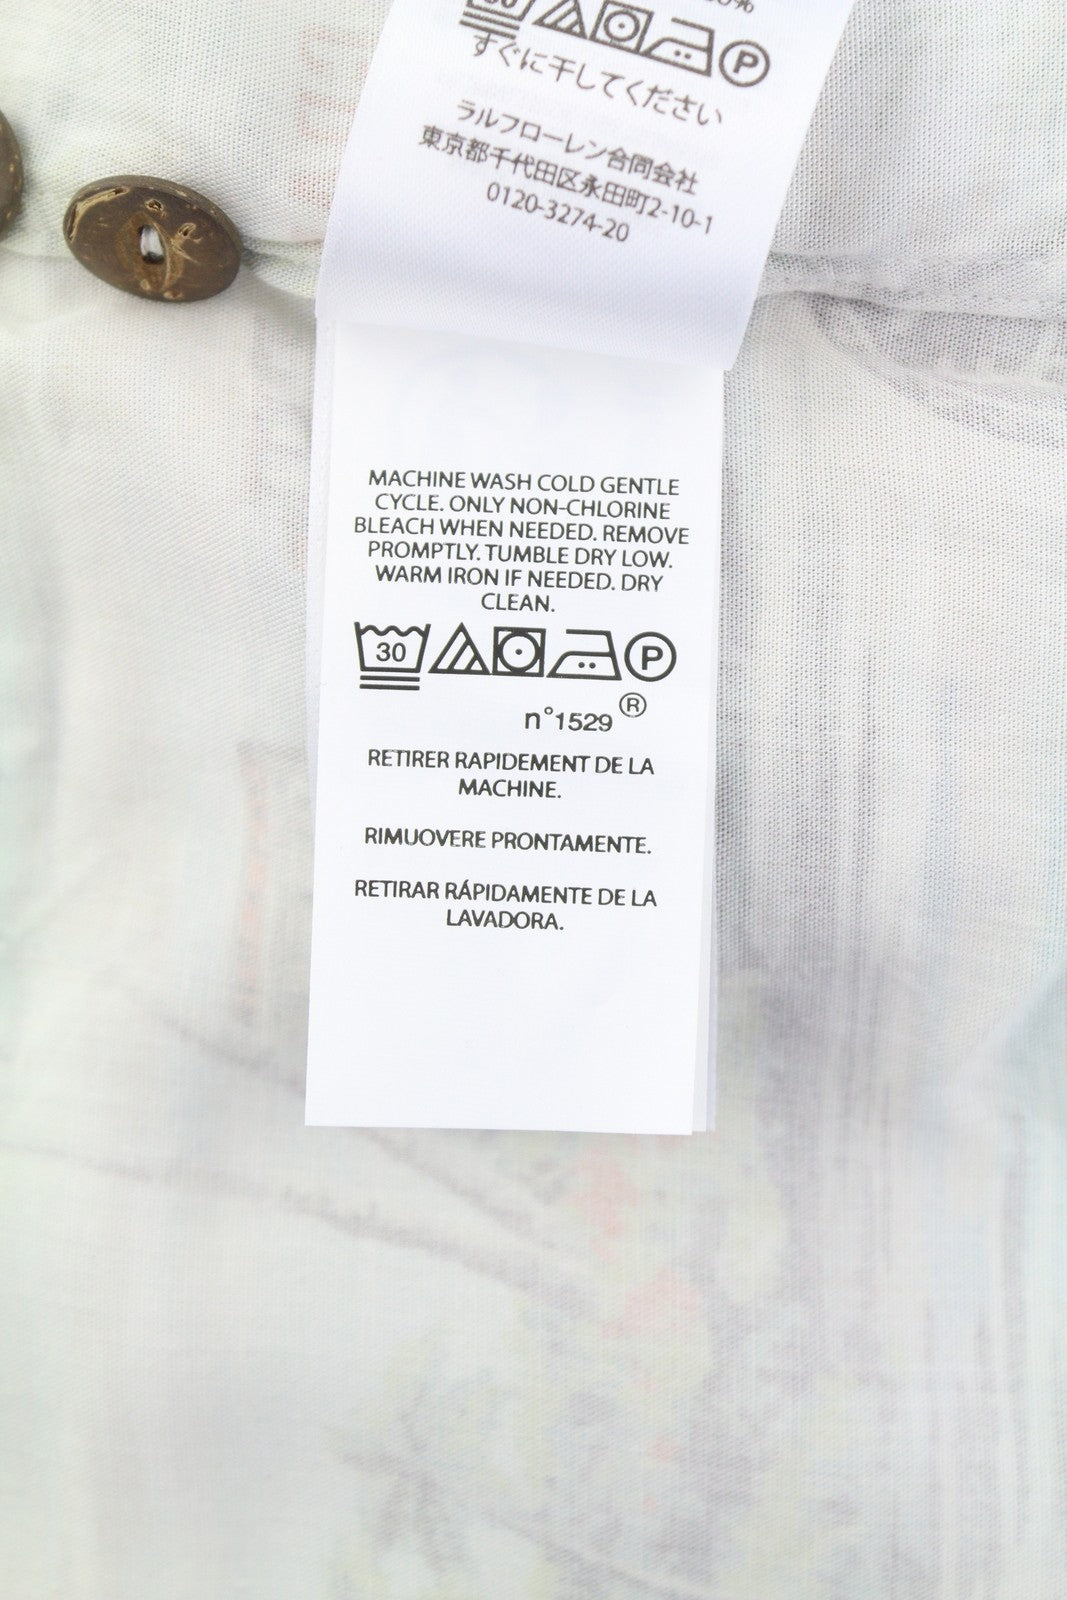 すぐに干してください
ラルフローレン合同会社
東京都千代田区永田町2-10-1
0120-3274-20
MACHINE WASH COLD GENTLE
CYCLE. ONLY NON-CHLORINE
BLEACH WHEN NEEDED. REMOVE
PROMPTLY. TUMBLE DRY LOW.
WARM IRON IF NEEDED. DRY
CLEAN.
30 P
n°1529 ®
RETIRER RAPIDEMENT DE LA
MACHINE.
RIMUOVERE PRONTAMENTE.
RETIRAR RÁPIDAMENTE DE LA
LAVADORA.